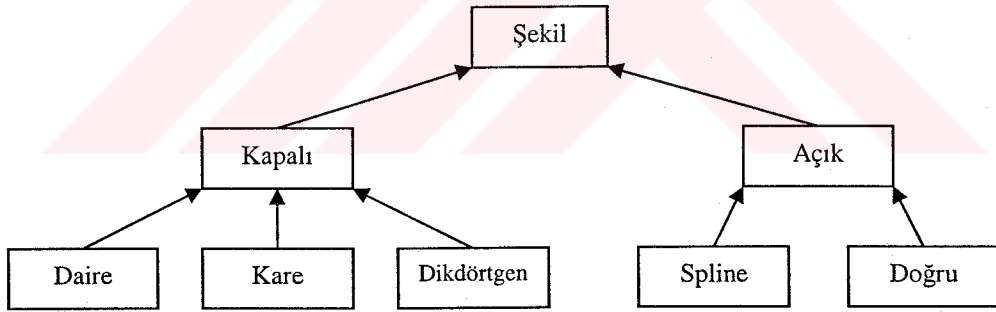 Şekil
Kapalı
Açık
Daire
Kare
Dikdörtgen
Spline
Doğru